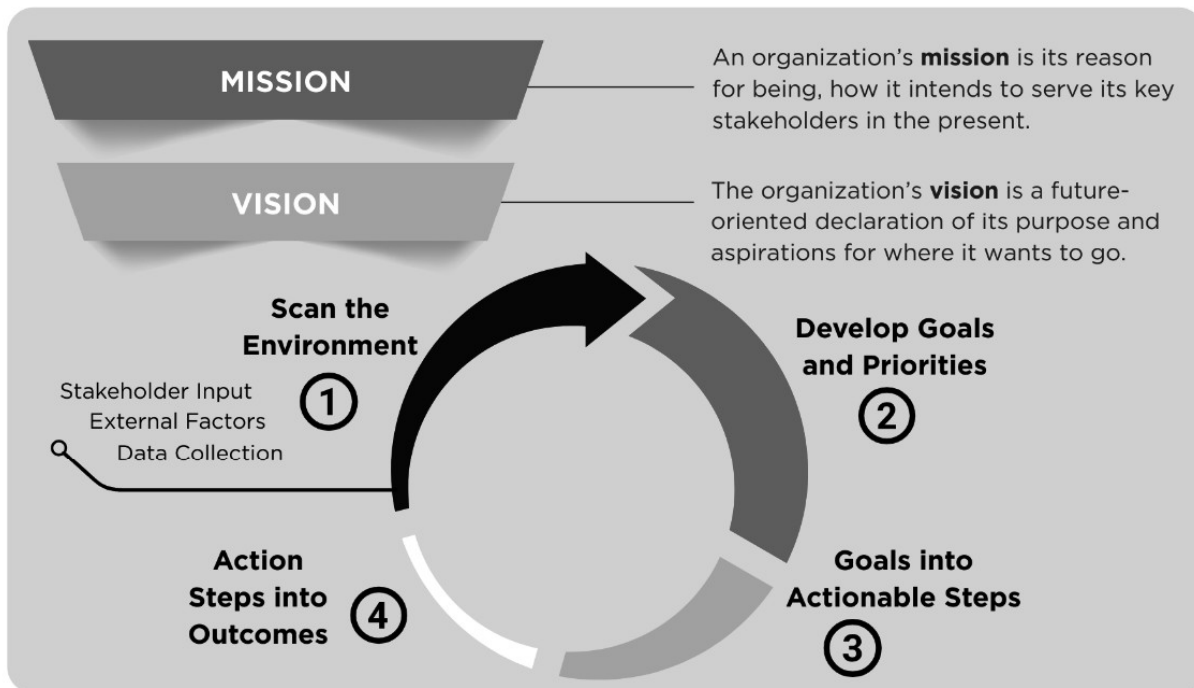 MISSION
An organization’s mission is its reason
for being, how it intends to serve its key
stakeholders in the present.
VISION
The organization’s vision is a future-
oriented declaration of its purpose and
aspirations for where it wants to go.
Scan the
Environment
1
Stakeholder Input
External Factors
Data Collection
Develop Goals
and Priorities
2
Goals into
Actionable Steps
3
Action
Steps into
Outcomes
4